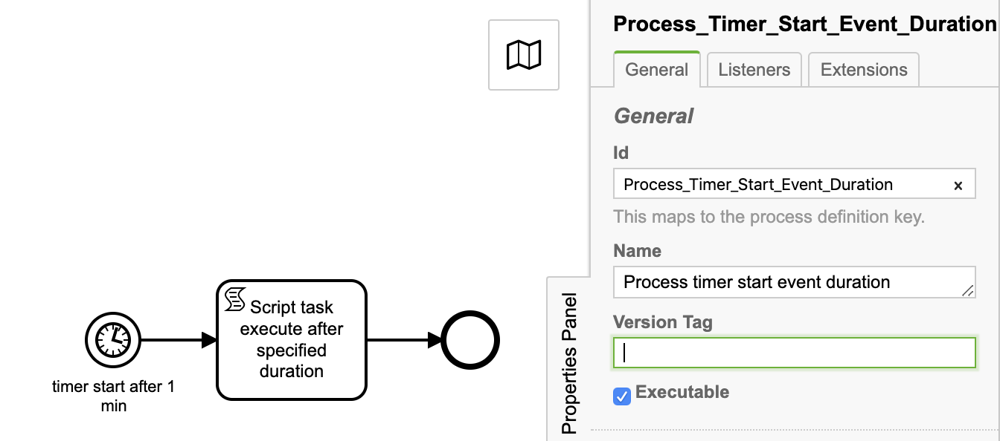 Process_Timer_Start_Event_Duration
General
Listeners
Extensions
General
Id
Process_Timer_Start_Event_Duration
This maps to the process definition key.
Name
Process timer start event duration
Version Tag
Executable
Properties Panel
Script task
execute after
specified
duration
timer start after 1
min